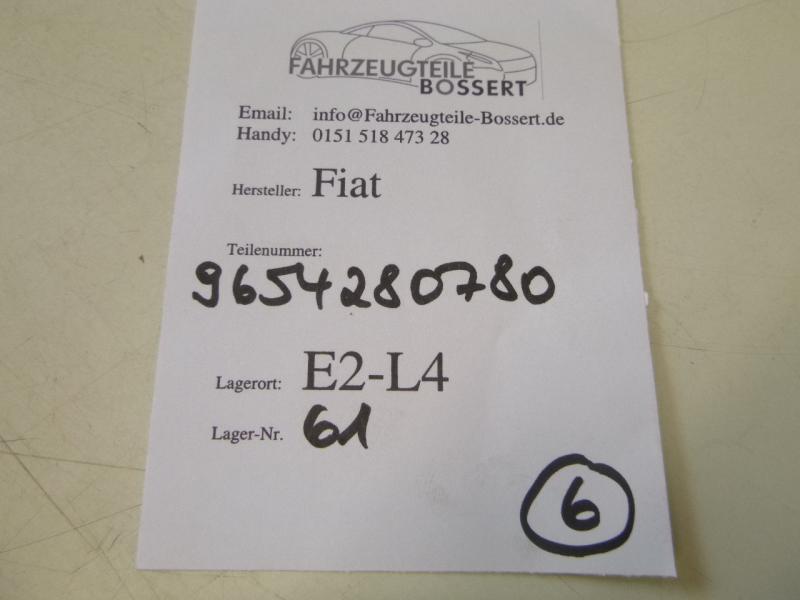 FAHRZEUGTEILE
BOSSERT
Email: info@Fahrzeugteile-Bossert.de
Handy: 0151 518 473 28
Hersteller: Fiat
Teilenummer:
9654280780
Lagerort: E2-L4
Lager-Nr. 61
6